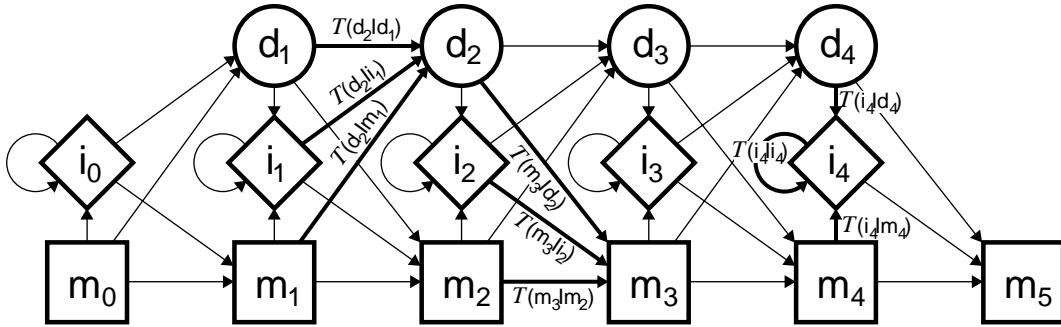 d₁ T(d₂|d₁) d₂ d₃ d₄
T(d₂|i₁)
T(d₂|m₁)
T(i₄|d₄)
i₀ i₁ i₂ i₃ T(i₄|i₄) i₄
T(m₃|d₂)
T(m₃|i₂)
T(i₄|m₄)
m₀ m₁ m₂ T(m₃|m₂) m₃ m₄ m₅